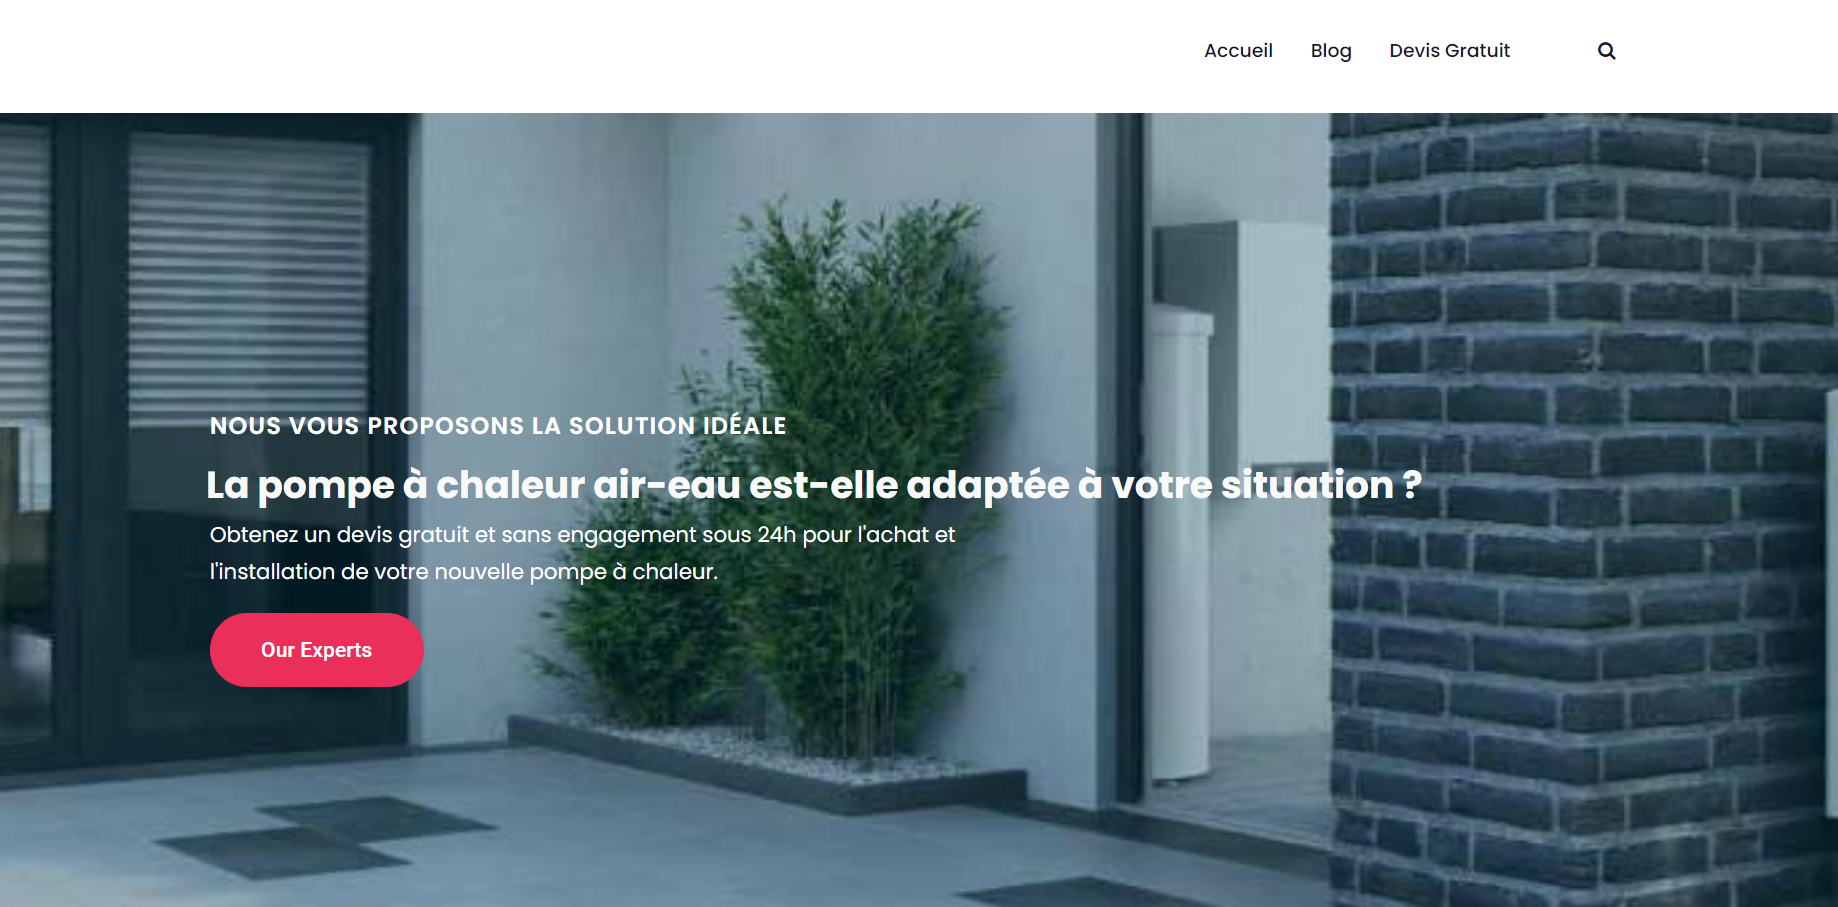 Accueil Blog Devis Gratuit
NOUS VOUS PROPOSONS LA SOLUTION IDÉALE
La pompe à chaleur air-eau est-elle adaptée à votre situation ?
Obtenez un devis gratuit et sans engagement sous 24h pour l'achat et
l'installation de votre nouvelle pompe à chaleur.
Our Experts